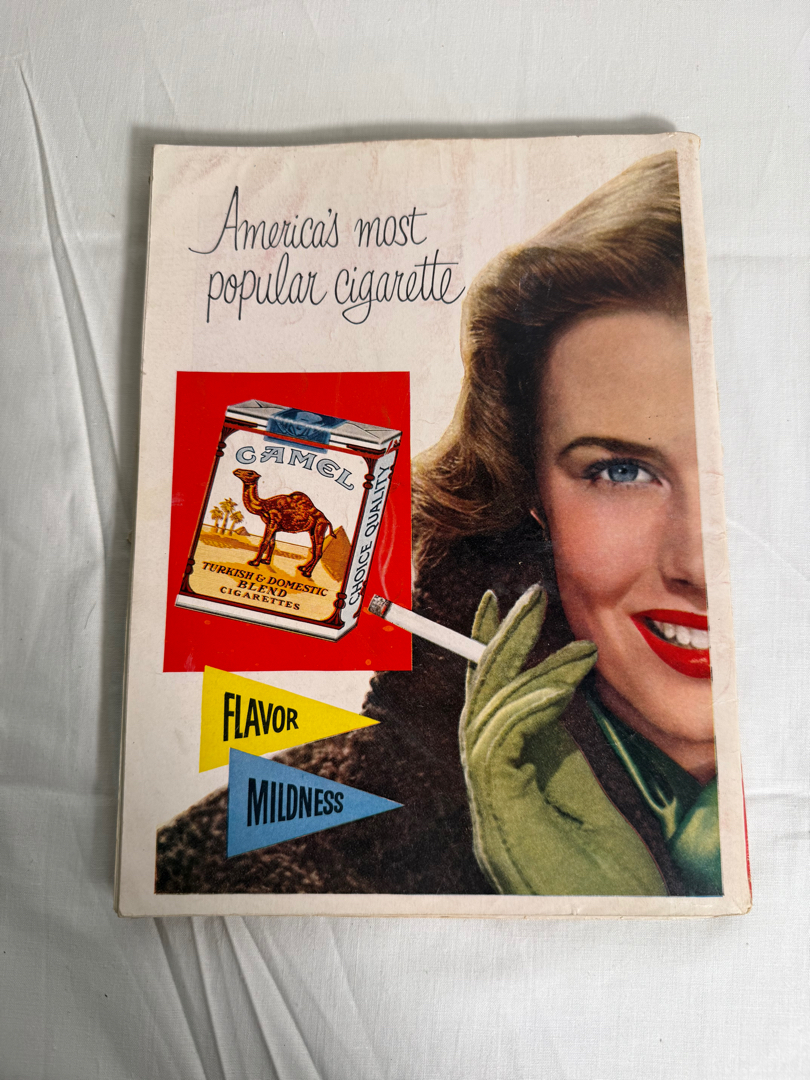 America's most
popular cigarette
CAMEL
TURKISH & DOMESTIC
BLEND
CIGARETTES
CHOICE QUALITY
FLAVOR
MILDNESS